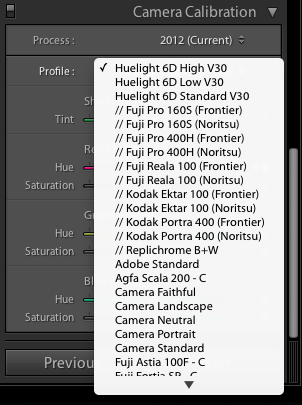 Camera Calibration
Process : 2012 (Current)
Profile : ✓ Huelight 6D High V30
Huelight 6D Low V30
Huelight 6D Standard V30
// Fuji Pro 160S (Frontier)
// Fuji Pro 160S (Noritsu)
// Fuji Pro 400H (Frontier)
// Fuji Pro 400H (Noritsu)
// Fuji Reala 100 (Frontier)
// Fuji Reala 100 (Noritsu)
// Kodak Ektar 100 (Frontier)
// Kodak Ektar 100 (Noritsu)
// Kodak Portra 400 (Frontier)
// Kodak Portra 400 (Noritsu)
// Replichrome B+W
Adobe Standard
Agfa Scala 200 - C
Camera Faithful
Camera Landscape
Camera Neutral
Camera Portrait
Camera Standard
Fuji Astia 100F - C
Sh
Tint
Re
Hue
Saturation
Gr
Hue
Saturation
Bl
Hue
Saturation
Previou